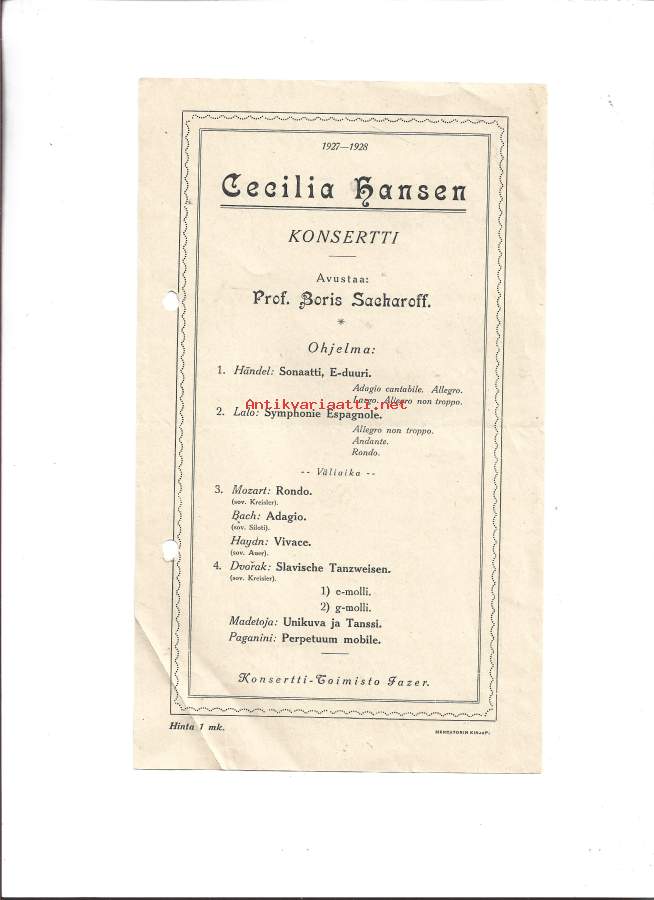 1927—1928
Cecilia Hansen
KONSERTTI
Avustaa:
Prof. Boris Sacharoff.
*
Ohjelma:
1. Händel: Sonaatti, E-duuri.
Adagio cantabile. Allegro.
Largo. Allegro non troppo.
Antikvariaatti.net
2. Lalo: Symphonie Espagnole.
Allegro non troppo.
Andante.
Rondo.
-- Väliaika --
3. Mozart: Rondo.
(sov. Kreisler).
Bach: Adagio.
(sov. Siloti).
Haydn: Vivace.
(sov. Auer).
4. Dvořak: Slavische Tanzweisen.
(sov. Kreisler).
1) e-molli.
2) g-molli.
Madetoja: Unikuva ja Tanssi.
Paganini: Perpetuum mobile.
Konsertti-Toimisto Fazer.
Hinta 1 mk.
MERCATORIN KIRJAP.